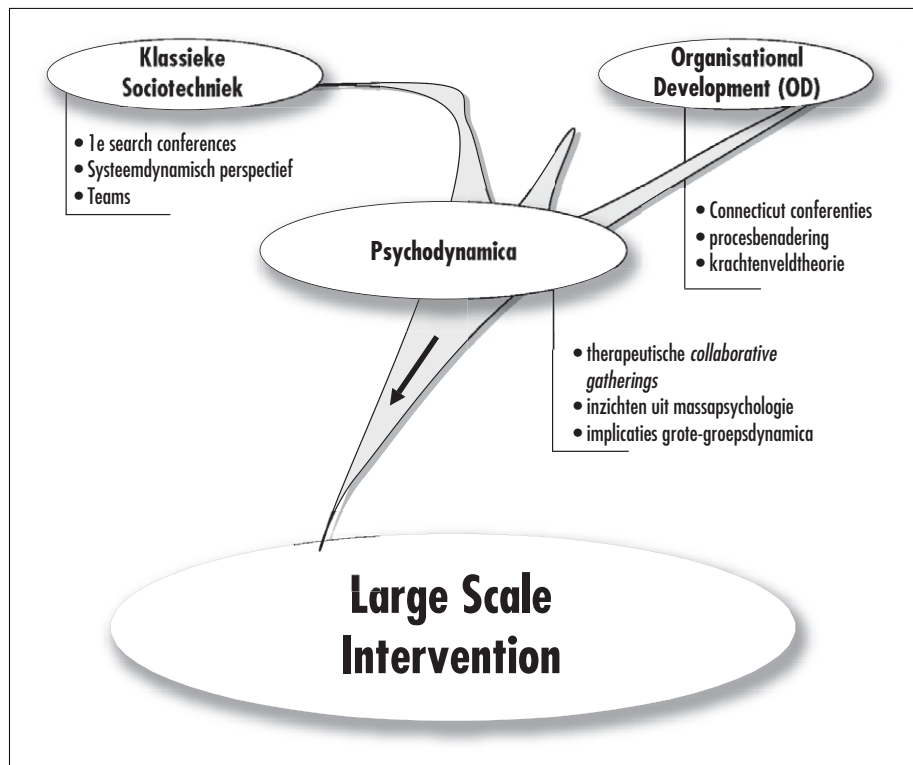 Klassieke
Sociotechniek
• 1e search conferences
• Systeemdynamisch perspectief
• Teams
Organisational
Development (OD)
• Connecticut conferenties
• procesbenadering
• krachtenveldtheorie
Psychodynamica
• therapeutische collaborative
gatherings
• inzichten uit massapsychologie
• implicaties grote-groepsdynamica
Large Scale
Intervention